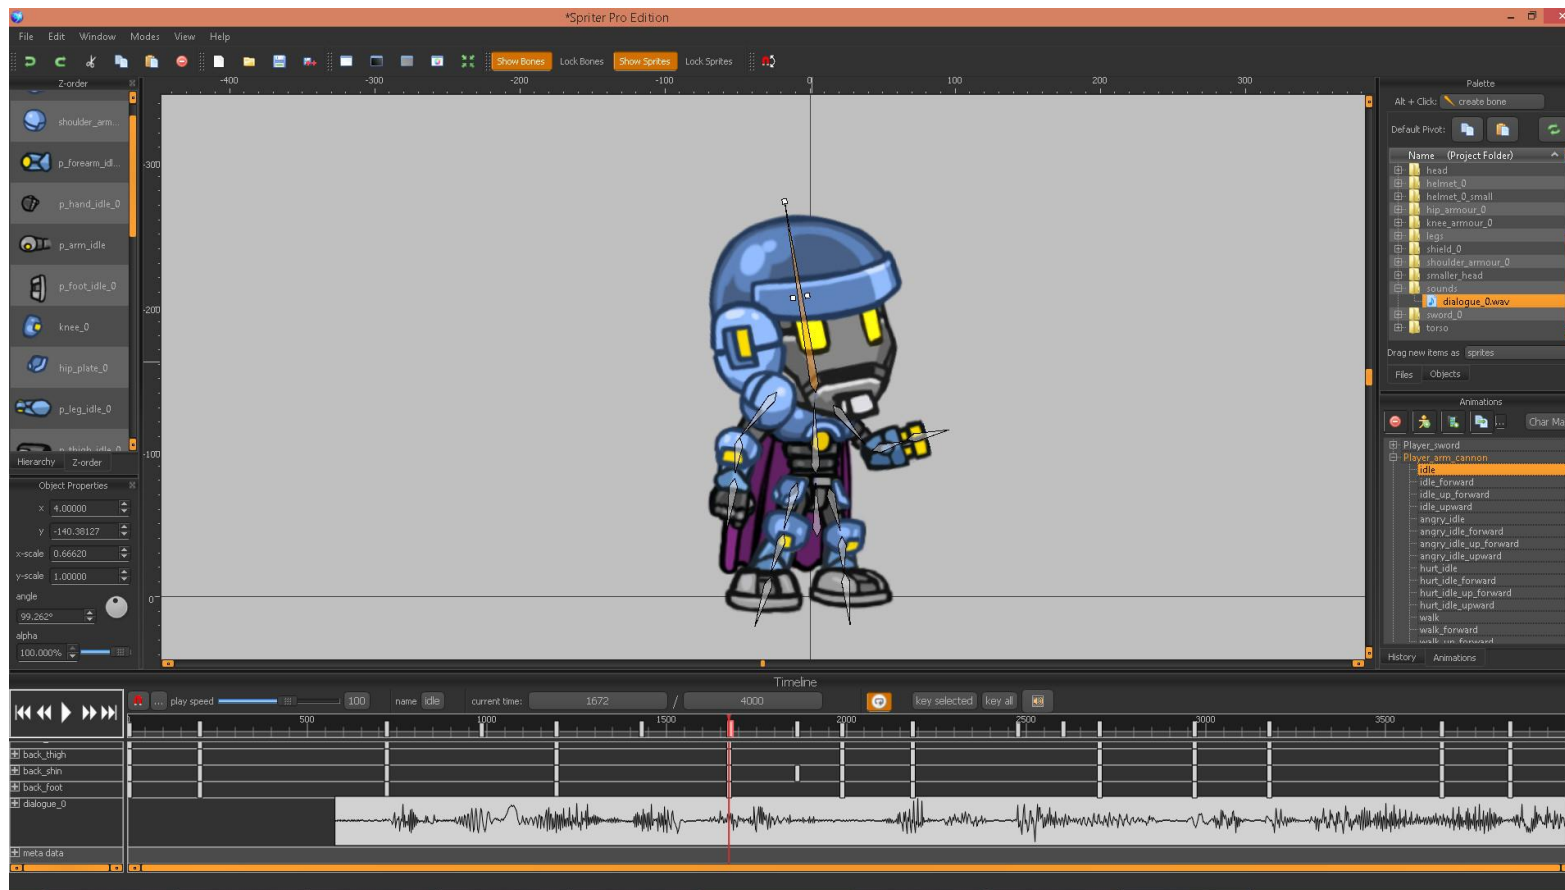 *Spriter Pro Edition
File Edit Window Modes View Help
Show Bones Lock Bones Show Sprites Lock Sprites
Z-order
shoulder_arm...
p_forearm_idl...
p_hand_idle_0
p_arm_idle
p_foot_idle_0
knee_0
hip_plate_0
p_leg_idle_0
p_thigh_idle_0
Hierarchy Z-order
Object Properties
x 4.00000
y -140.38127
x-scale 0.66620
y-scale 1.00000
angle
99.262°
alpha
100.000%
-400 -300 -200 -100 0 100 200 300
-300
-200
-100
0
Palette
Alt + Click: create bone
Default Pivot:
Name (Project Folder)
head
helmet_0
helmet_0_small
hip_armour_0
knee_armour_0
legs
shield_0
shoulder_armour_0
smaller_head
sounds
dialogue_0.wav
sword_0
torso
Drag new items as sprites
Files Objects
Animations
... Char Ma
Player_sword
Player_arm_cannon
idle
idle_forward
idle_up_forward
idle_upward
angry_idle
angry_idle_forward
angry_idle_up_forward
angry_idle_upward
hurt_idle
hurt_idle_forward
hurt_idle_up_forward
hurt_idle_upward
walk
walk_forward
walk_up_forward
History Animations
Timeline
... play speed 100 name idle current time: 1672 / 4000 key selected key all
500 1000 1500 2000 2500 3000 3500
back_thigh
back_shin
back_foot
dialogue_0
meta data